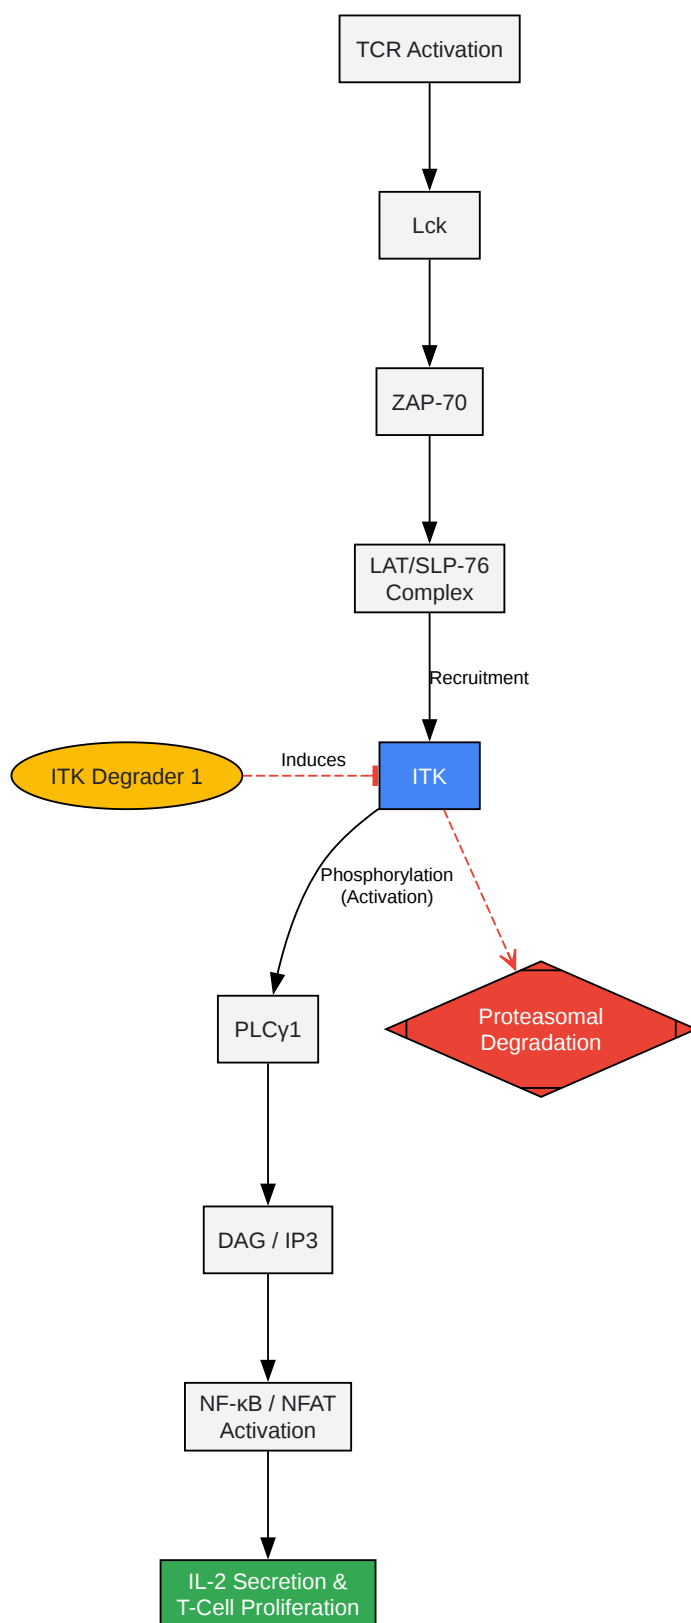 TCR Activation
Lck
ZAP-70
LAT/SLP-76
Complex
Recruitment
ITK Degrader 1
Induces
ITK
Phosphorylation
(Activation)
PLCγ1
Proteasomal
Degradation
DAG / IP3
NF-κB / NFAT
Activation
IL-2 Secretion &
T-Cell Proliferation